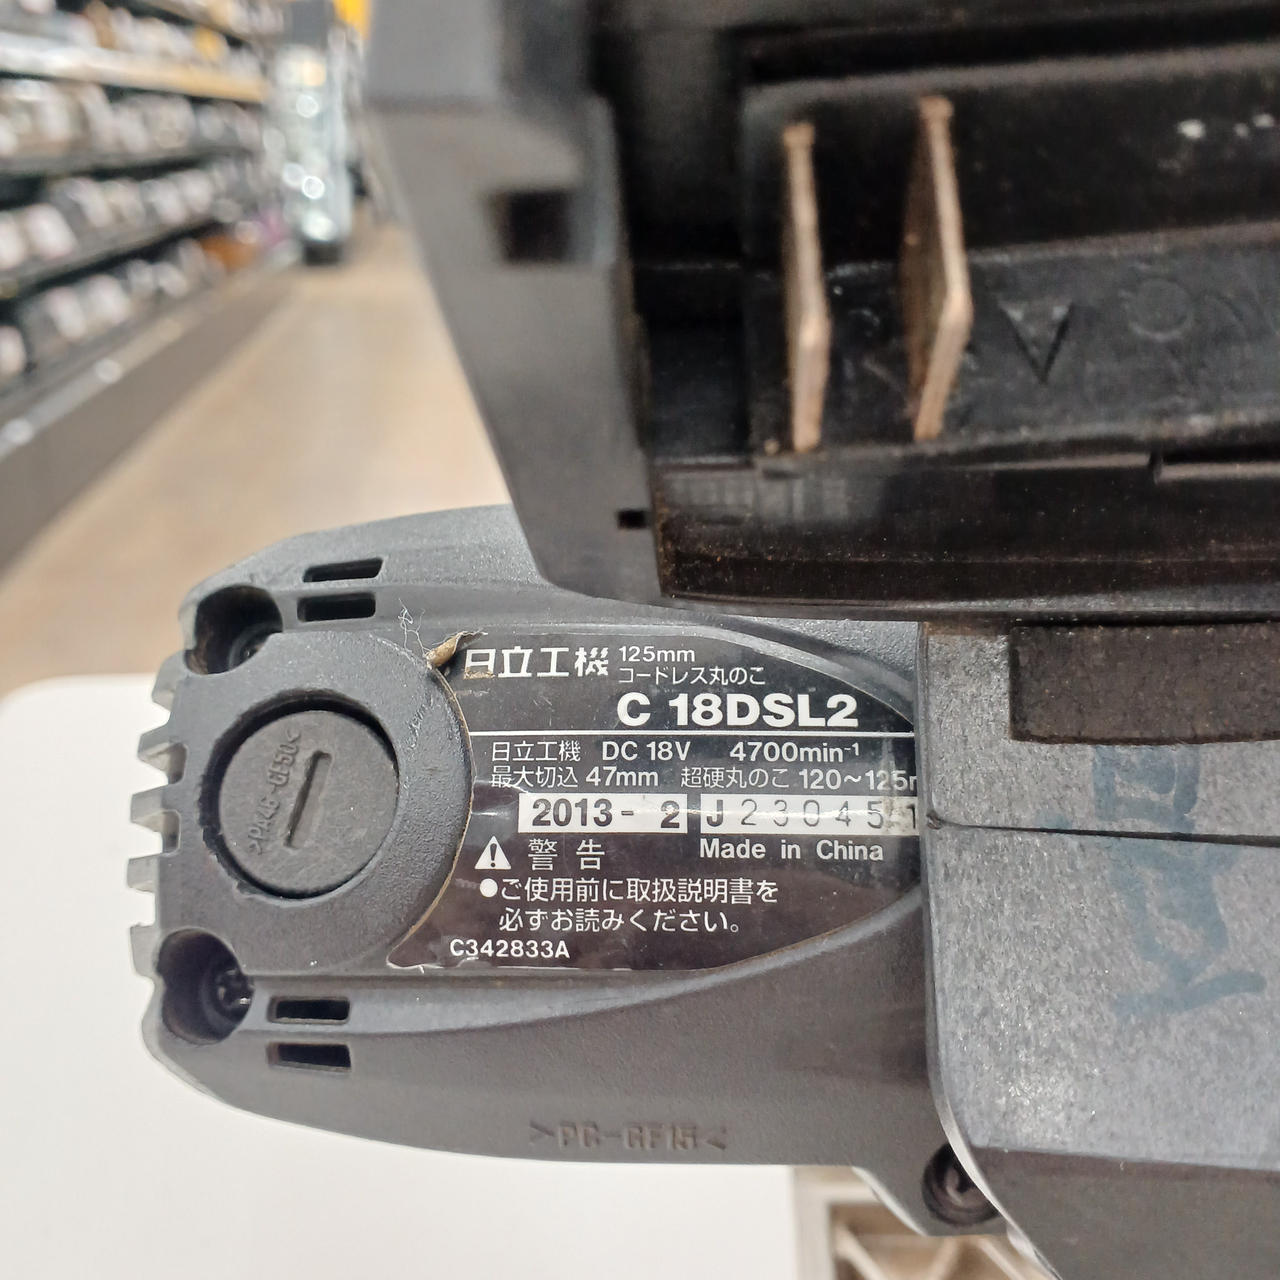 日立工機 125mm
コードレス丸のこ
C 18DSL2
日立工機 DC 18V 4700min⁻¹
最大切込 47mm 超硬丸のこ 120～125
2013- 2 J230451
Made in China
警告
●ご使用前に取扱説明書を
必ずお読みください。
C342833A
>PA46-GF50<
>PC-GF15<